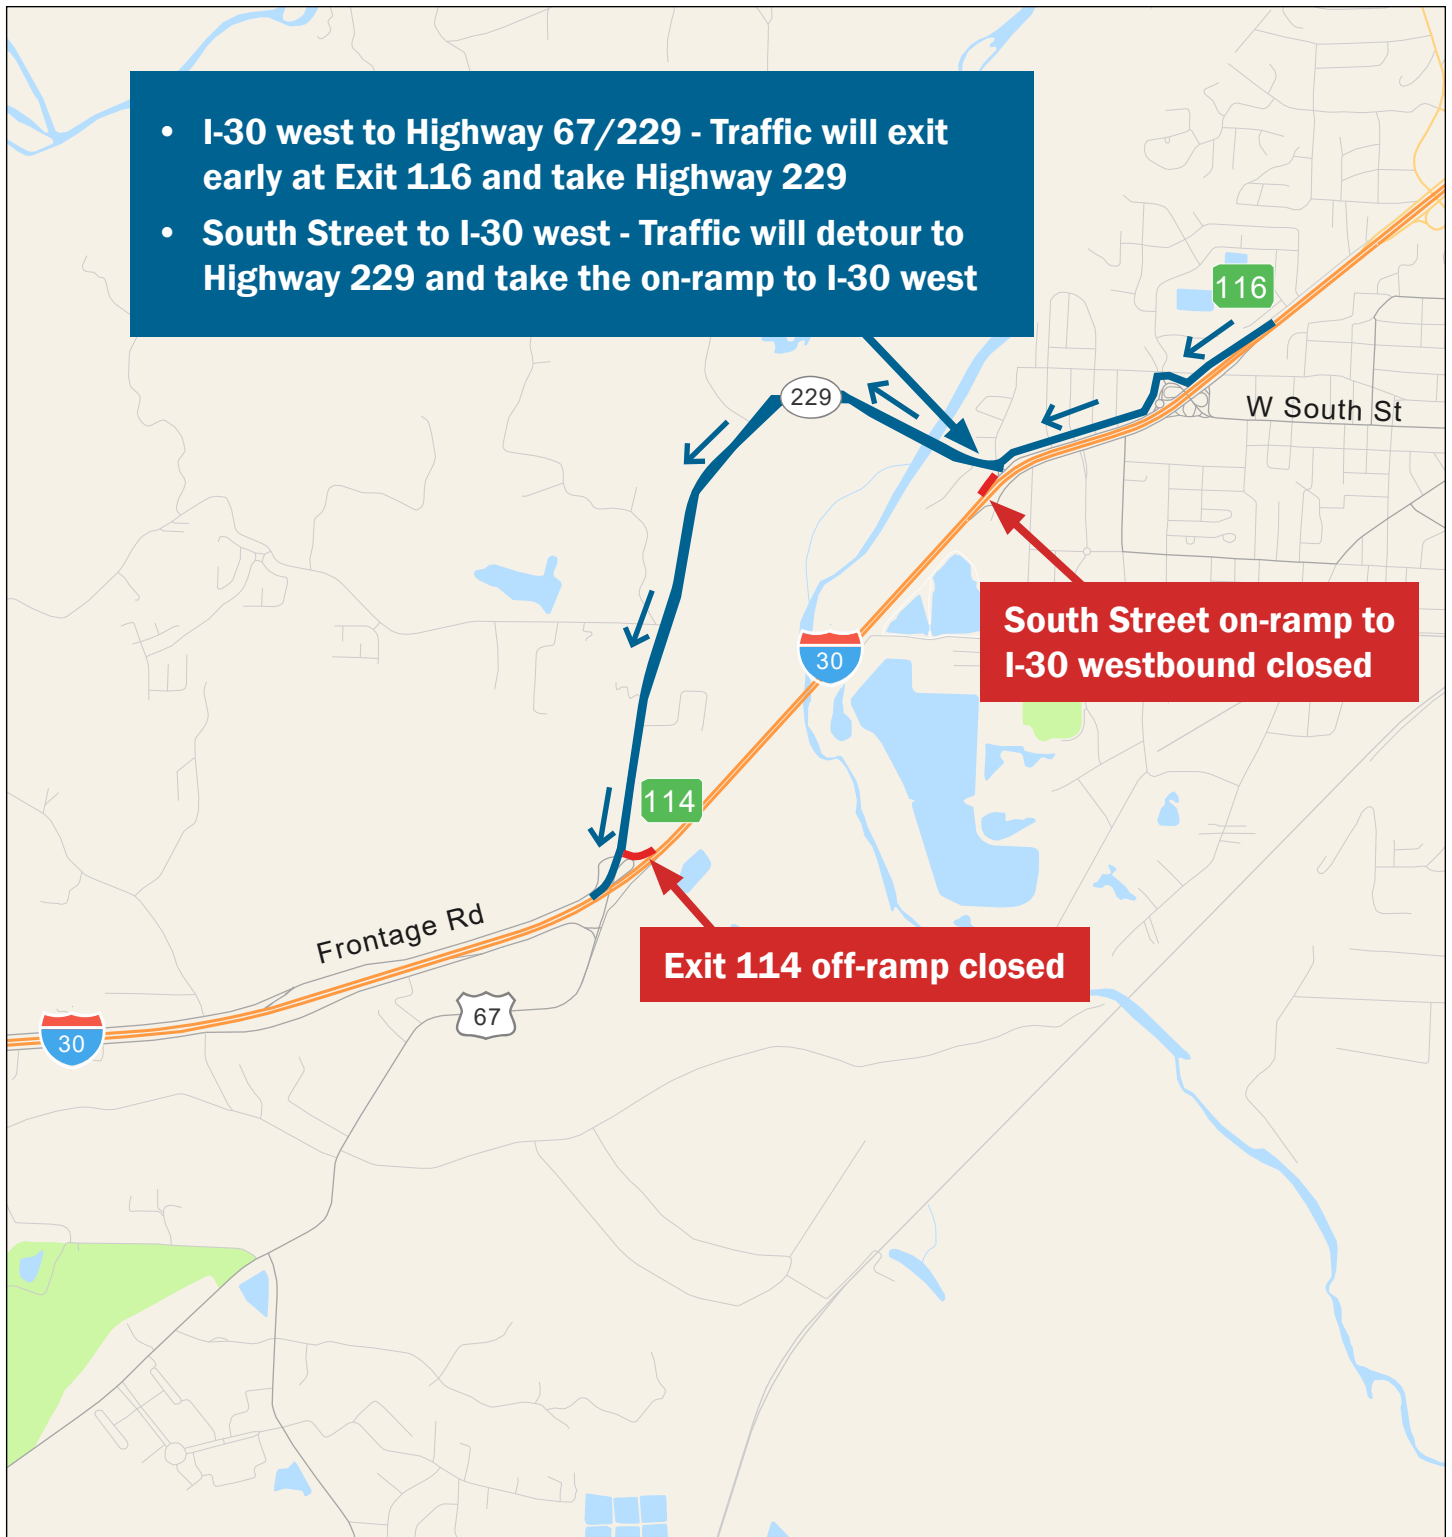 • I-30 west to Highway 67/229 - Traffic will exit
early at Exit 116 and take Highway 229
• South Street to I-30 west - Traffic will detour to
Highway 229 and take the on-ramp to I-30 west
116
229
W South St
South Street on-ramp to
I-30 westbound closed
30
114
Frontage Rd
Exit 114 off-ramp closed
67
30